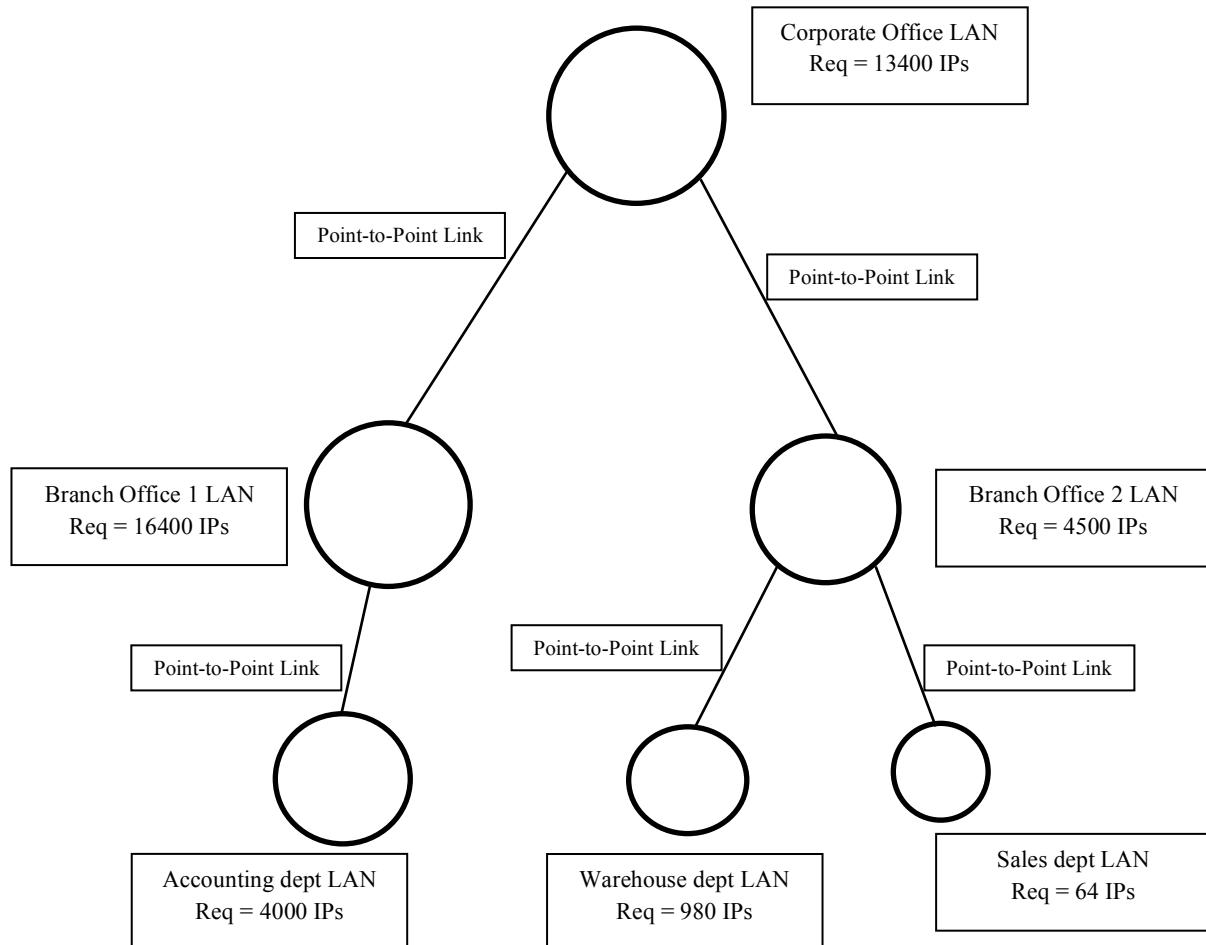 Corporate Office LAN
Req = 13400 IPs
Point-to-Point Link
Point-to-Point Link
Branch Office 1 LAN
Req = 16400 IPs
Branch Office 2 LAN
Req = 4500 IPs
Point-to-Point Link
Point-to-Point Link
Point-to-Point Link
Accounting dept LAN
Req = 4000 IPs
Warehouse dept LAN
Req = 980 IPs
Sales dept LAN
Req = 64 IPs